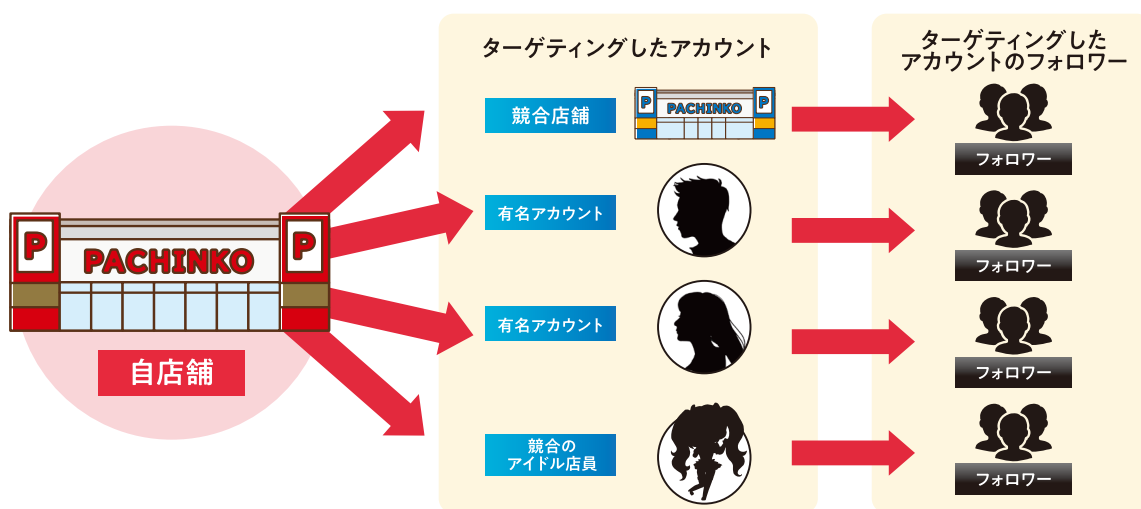 ターゲティングしたアカウント
ターゲティングした
アカウントのフォロワー
P
PACHINKO
P
自店舗
競合店舗
P
PACHINKO
P
フォロワー
有名アカウント
フォロワー
有名アカウント
フォロワー
競合の
アイドル店員
フォロワー